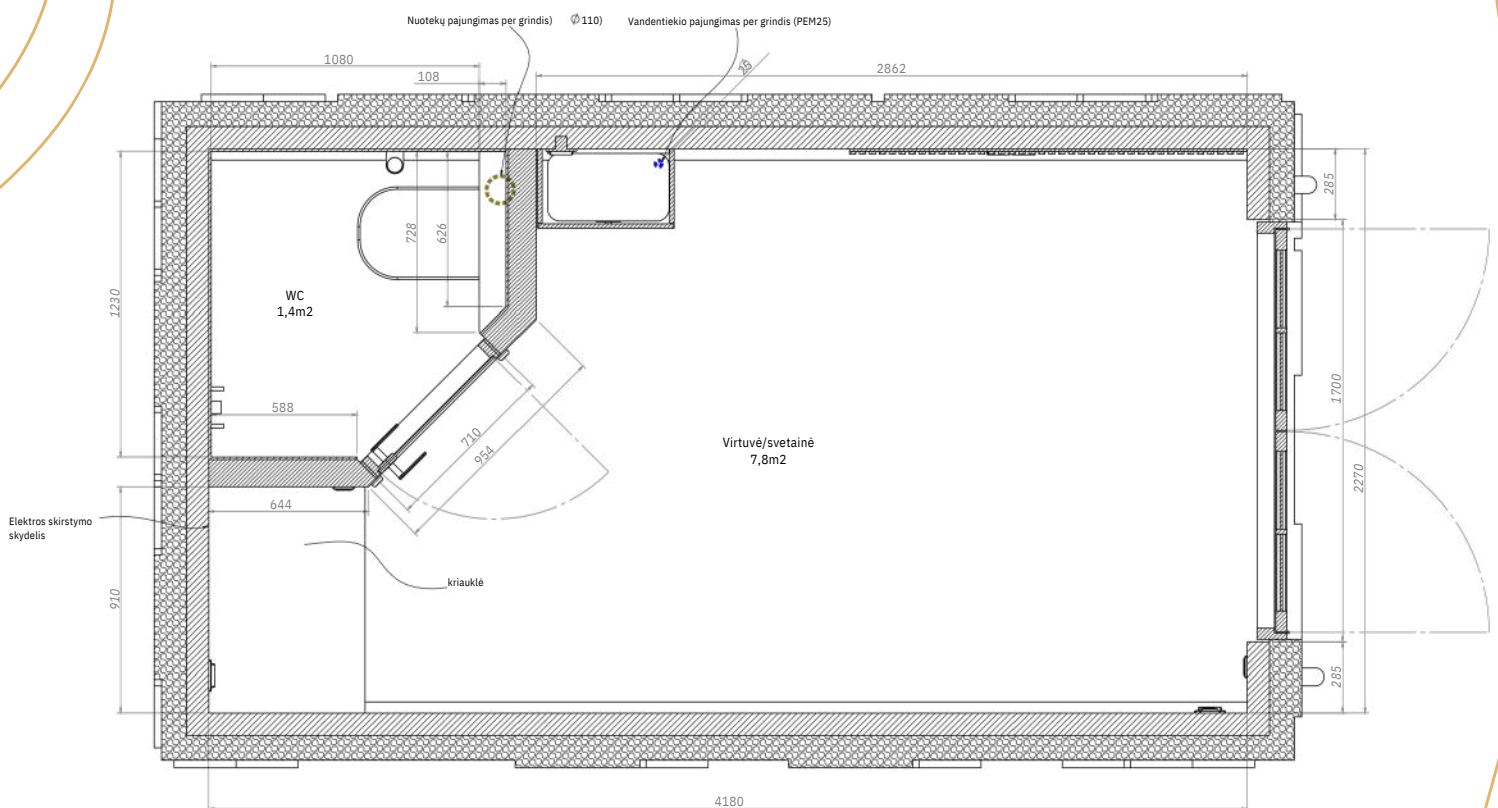 Nuotekų pajungimas per grindis) ∅110) Vandentiekio pajungimas per grindis (PEM25)
1080
108
2862
285
728
626
1230
WC
1,4m2
588
710
954
Virtuvė/svetainė
7,8m2
1700
2270
644
Elektros skirstymo
skydelis
kriauklė
910
285
4180